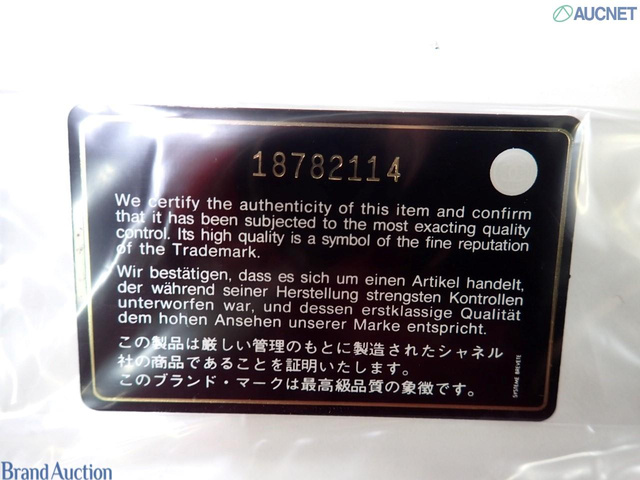 AUCNET
18782114
We certify the authenticity of this item and confirm
that it has been subjected to the most exacting quality
control. Its high quality is a symbol of the fine reputation
of the Trademark.
Wir bestätigen, dass es sich um einen Artikel handelt,
der während seiner Herstellung strengsten Kontrollen
unterworfen war, und dessen erstklassige Qualität
dem hohen Ansehen unserer Marke entspricht.
この製品は厳しい管理のもとに製造されたシャネル
社の商品であることを証明いたします。
このブランド・マークは最高級品質の象徴です。
SYSTEME BREVETE
Brand Auction